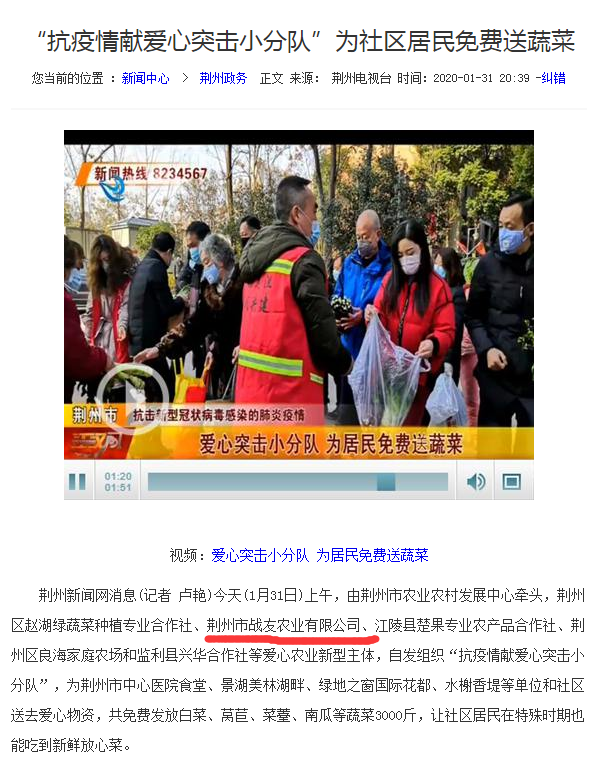 “抗疫情献爱心突击小分队”为社区居民免费送蔬菜
您当前的位置 ：新闻中心 > 荆州政务 正文 来源： 荆州电视台 时间：2020-01-31 20:39 -纠错
新闻热线 8234567
荆州市 抗击新型冠状病毒感染的肺炎疫情
爱心突击小分队 为居民免费送蔬菜
01:20
01:51
视频：爱心突击小分队 为居民免费送蔬菜
荆州新闻网消息(记者 卢艳)今天(1月31日)上午，由荆州市农业农村发展中心牵头，荆州
区赵湖绿蔬菜种植专业合作社、荆州市战友农业有限公司、江陵县楚果专业农产品合作社、荆
州区良海家庭农场和监利县兴华合作社等爱心农业新型主体，自发组织“抗疫情献爱心突击小
分队”，为荆州市中心医院食堂、景湖美林湖畔、绿地之窗国际花都、水榭香堤等单位和社区
送去爱心物资，共免费发放白菜、莴苣、菜薹、南瓜等蔬菜3000斤，让社区居民在特殊时期也
能吃到新鲜放心菜。